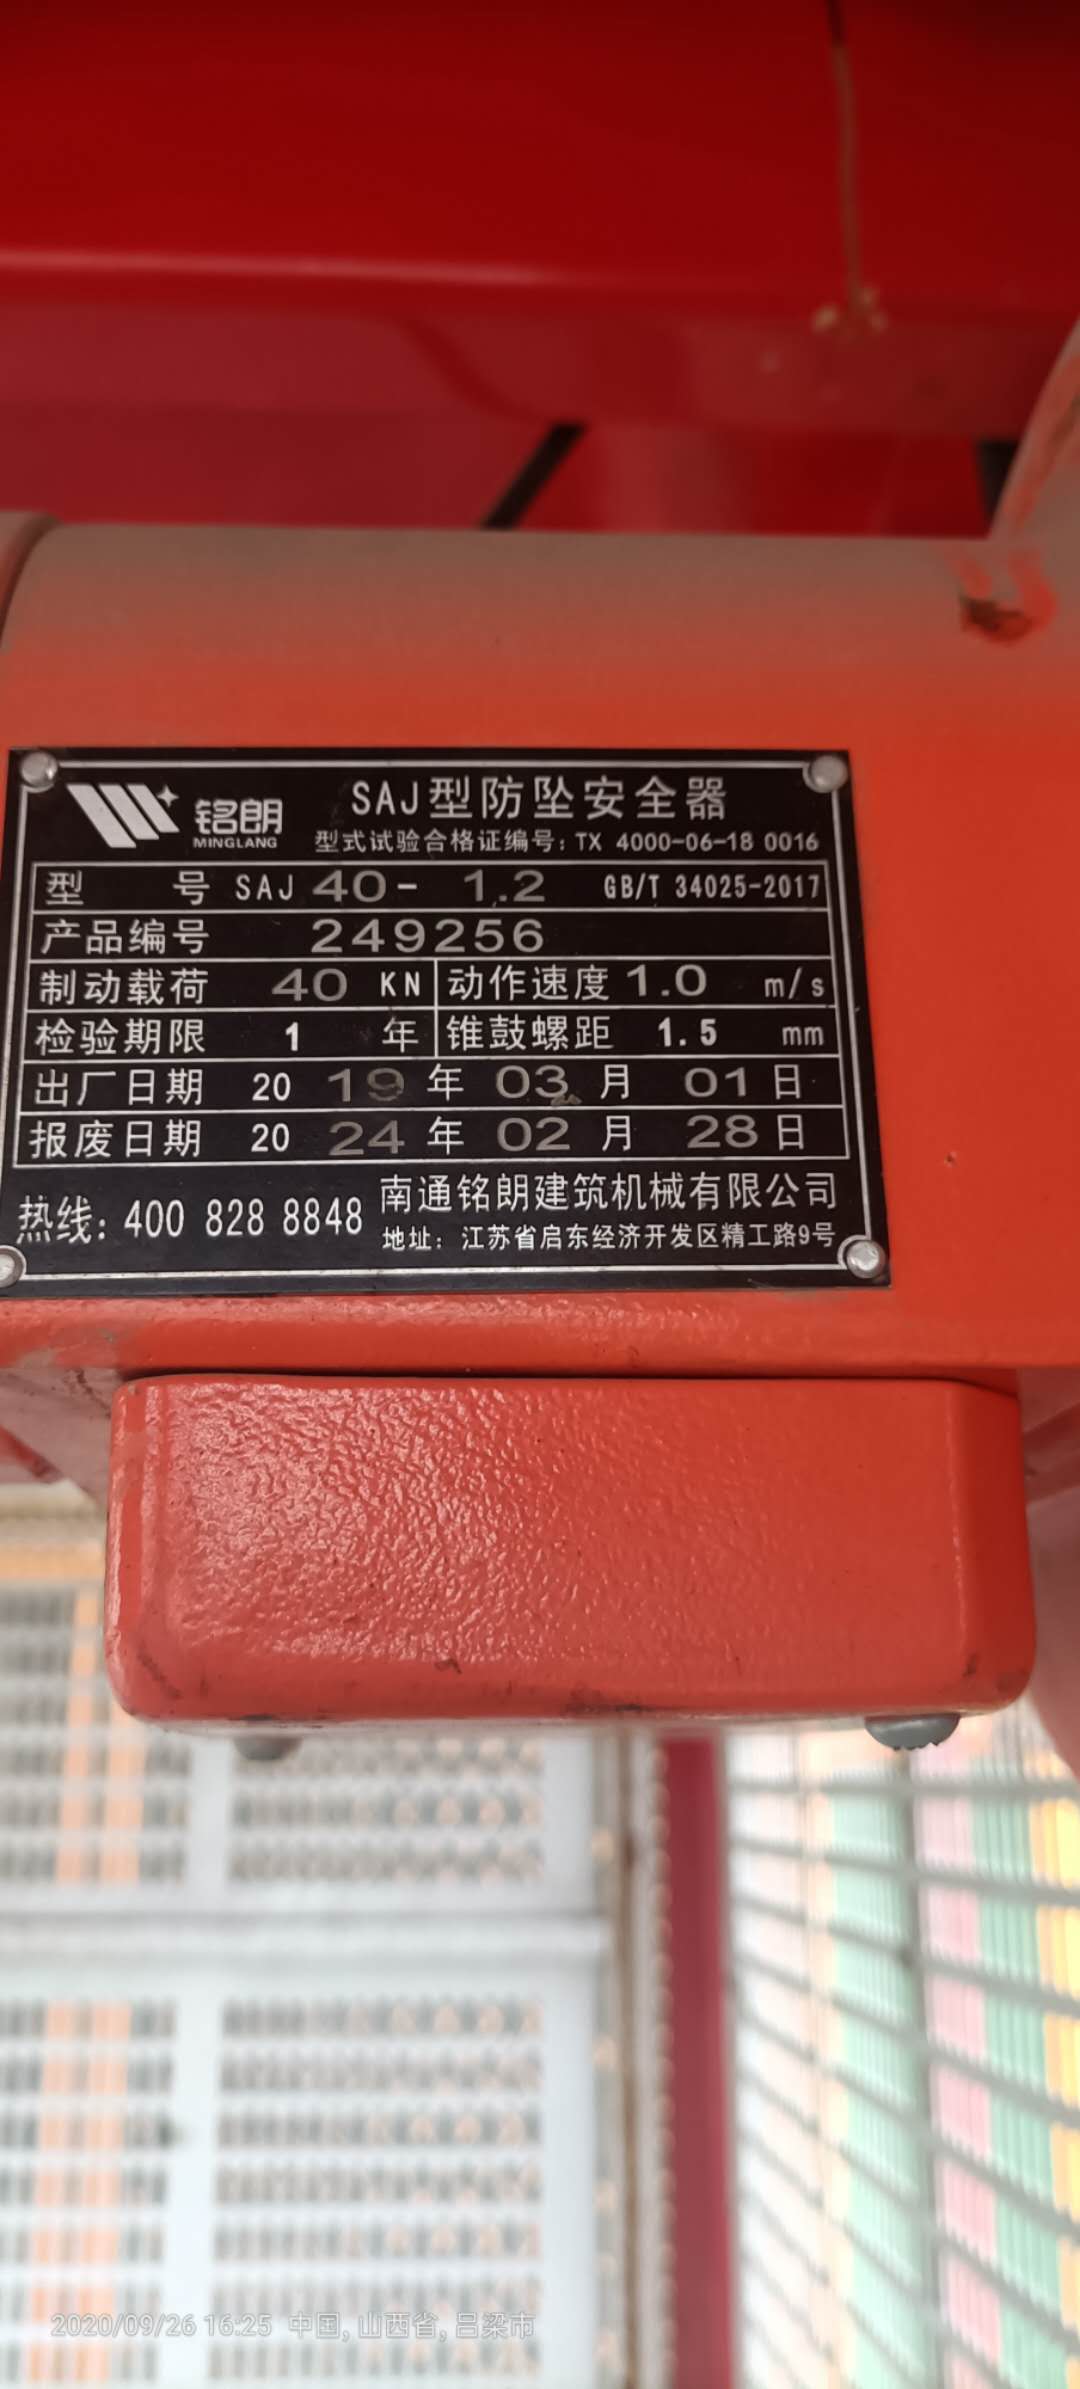 铭朗
MINGLANG
SAJ型防坠安全器
型式试验合格证编号: TX 4000-06-18 0016
型 号 SAJ 40 - 1.2 GB/T 34025-2017
产品编号 249256
制动载荷 40 KN 动作速度 1.0 m/s
检验期限 1 年 锥鼓螺距 1.5 mm
出厂日期 20 19 年 03 月 01 日
报废日期 20 24 年 02 月 28 日
热线: 400 828 8848 南通铭朗建筑机械有限公司
地址: 江苏省启东经济开发区精工路9号
2020/09/26 16:25 中国, 山西省, 吕梁市